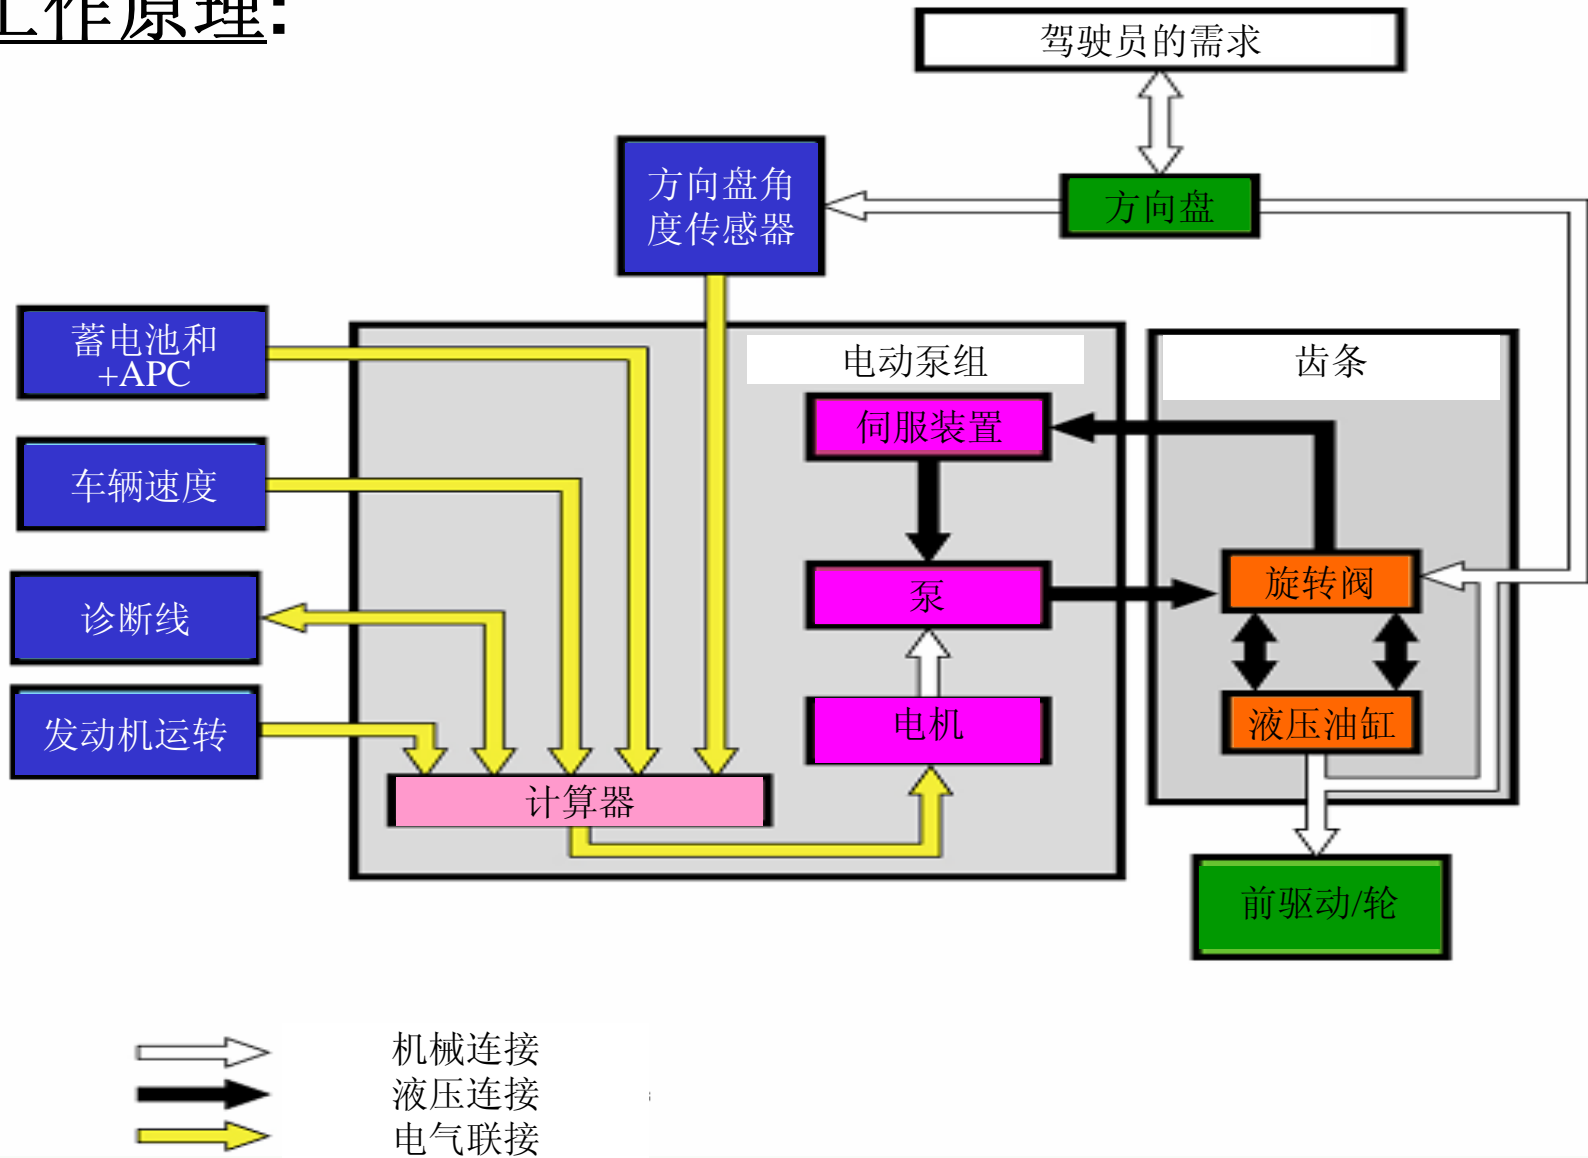 工作原理:
驾驶员的需求
方向盘角
度传感器
方向盘
蓄电池和
+APC
电动泵组
齿条
伺服装置
车辆速度
旋转阀
泵
诊断线
发动机运转
电机
液压油缸
计算器
前驱动/轮
机械连接
液压连接
电气联接